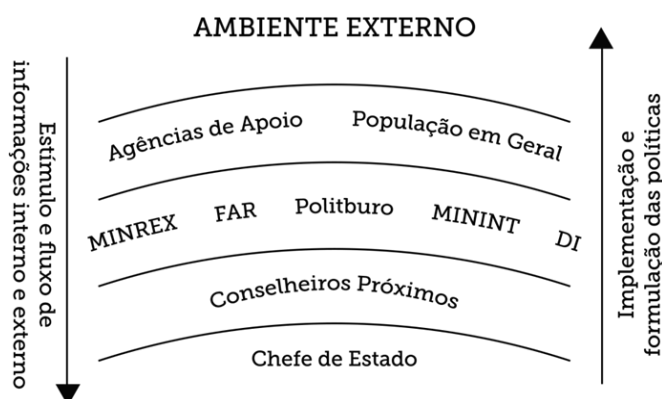 AMBIENTE EXTERNO
Estímulo e fluxo de
informações interno e externo
Agências de Apoio
População em Geral
MINREX
FAR
Politburo
MININT
DI
Conselheiros Próximos
Chefe de Estado
Implementação e
formulação das políticas